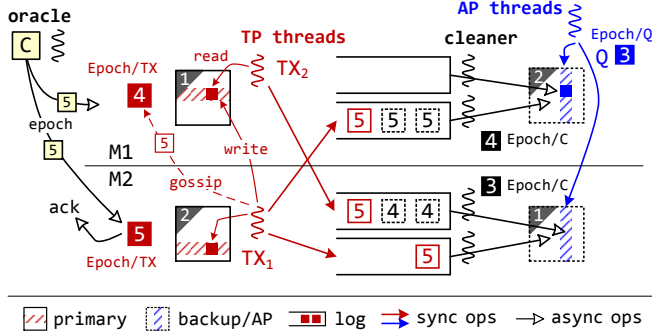 oracle
AP threads
TP threads
cleaner
C
Epoch/TX
read
TX2
1
4
Epoch/Q
Q 3
2
5
5 5 5
epoch
5
5
write
4 Epoch/C
M1
M2
gossip
3 Epoch/C
ack
5
Epoch/TX
2
TX1
5 4 4
5
1
primary
backup/AP
log
sync ops
async ops